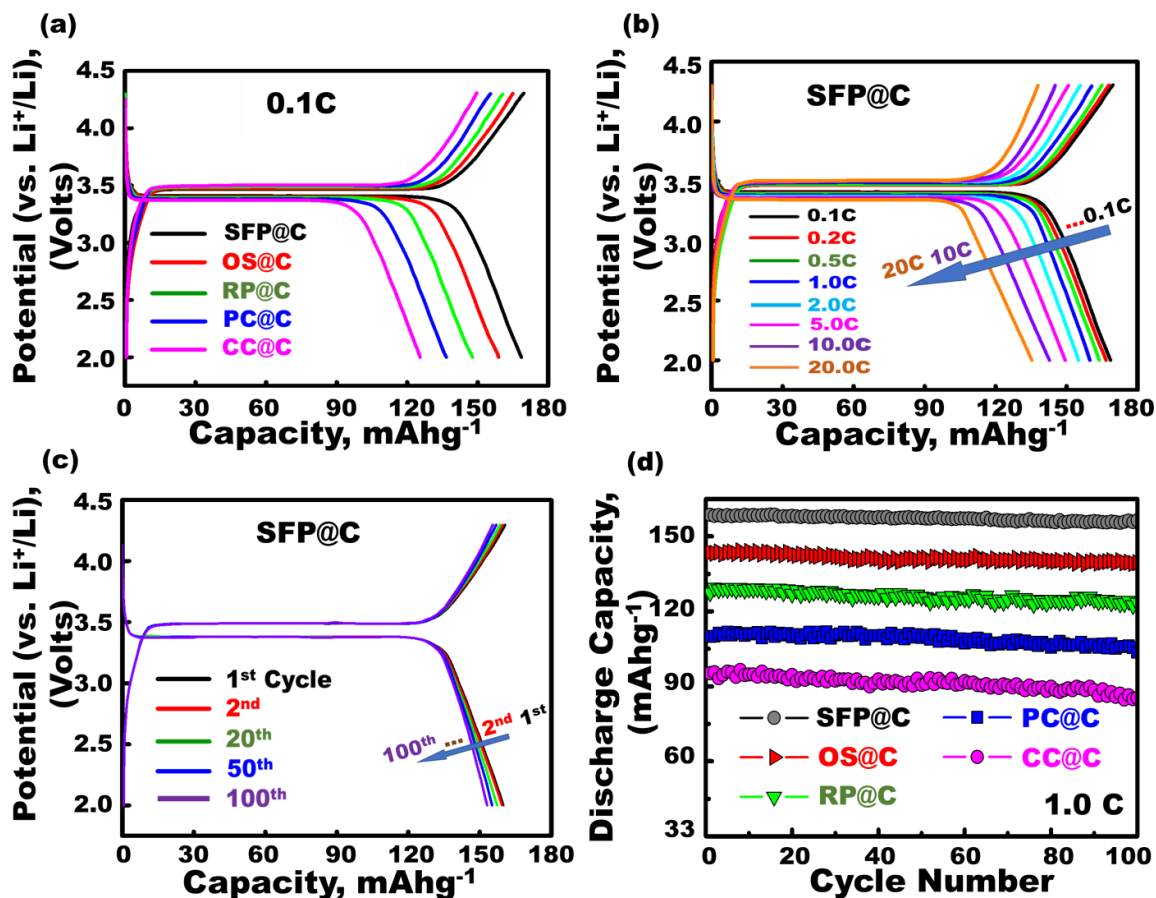 (a)
Potential (vs. Li⁺/Li),
(Volts)
4.5
4.0
3.5
3.0
2.5
2.0
0.1C
SFP@C
OS@C
RP@C
PC@C
CC@C
0 30 60 90 120 150 180
Capacity, mAhg⁻¹
(b)
Potential (vs. Li⁺/Li),
(Volts)
4.5
4.0
3.5
3.0
2.5
2.0
SFP@C
0.1C
0.2C
0.5C
1.0C
2.0C
5.0C
10.0C
20.0C
20C 10C ...0.1C
0 30 60 90 120 150 180
Capacity, mAhg⁻¹
(c)
Potential (vs. Li⁺/Li),
(Volts)
4.5
4.0
3.5
3.0
2.5
2.0
SFP@C
1ˢᵗ Cycle
2ⁿᵈ
20ᵗʰ
50ᵗʰ
100ᵗʰ
100ᵗʰ ... 2ⁿᵈ 1ˢᵗ
0 30 60 90 120 150 180
Capacity, mAhg⁻¹
(d)
Discharge Capacity,
(mAhg⁻¹)
150
120
90
60
33
SFP@C PC@C
OS@C CC@C
RP@C
1.0 C
0 20 40 60 80 100
Cycle Number